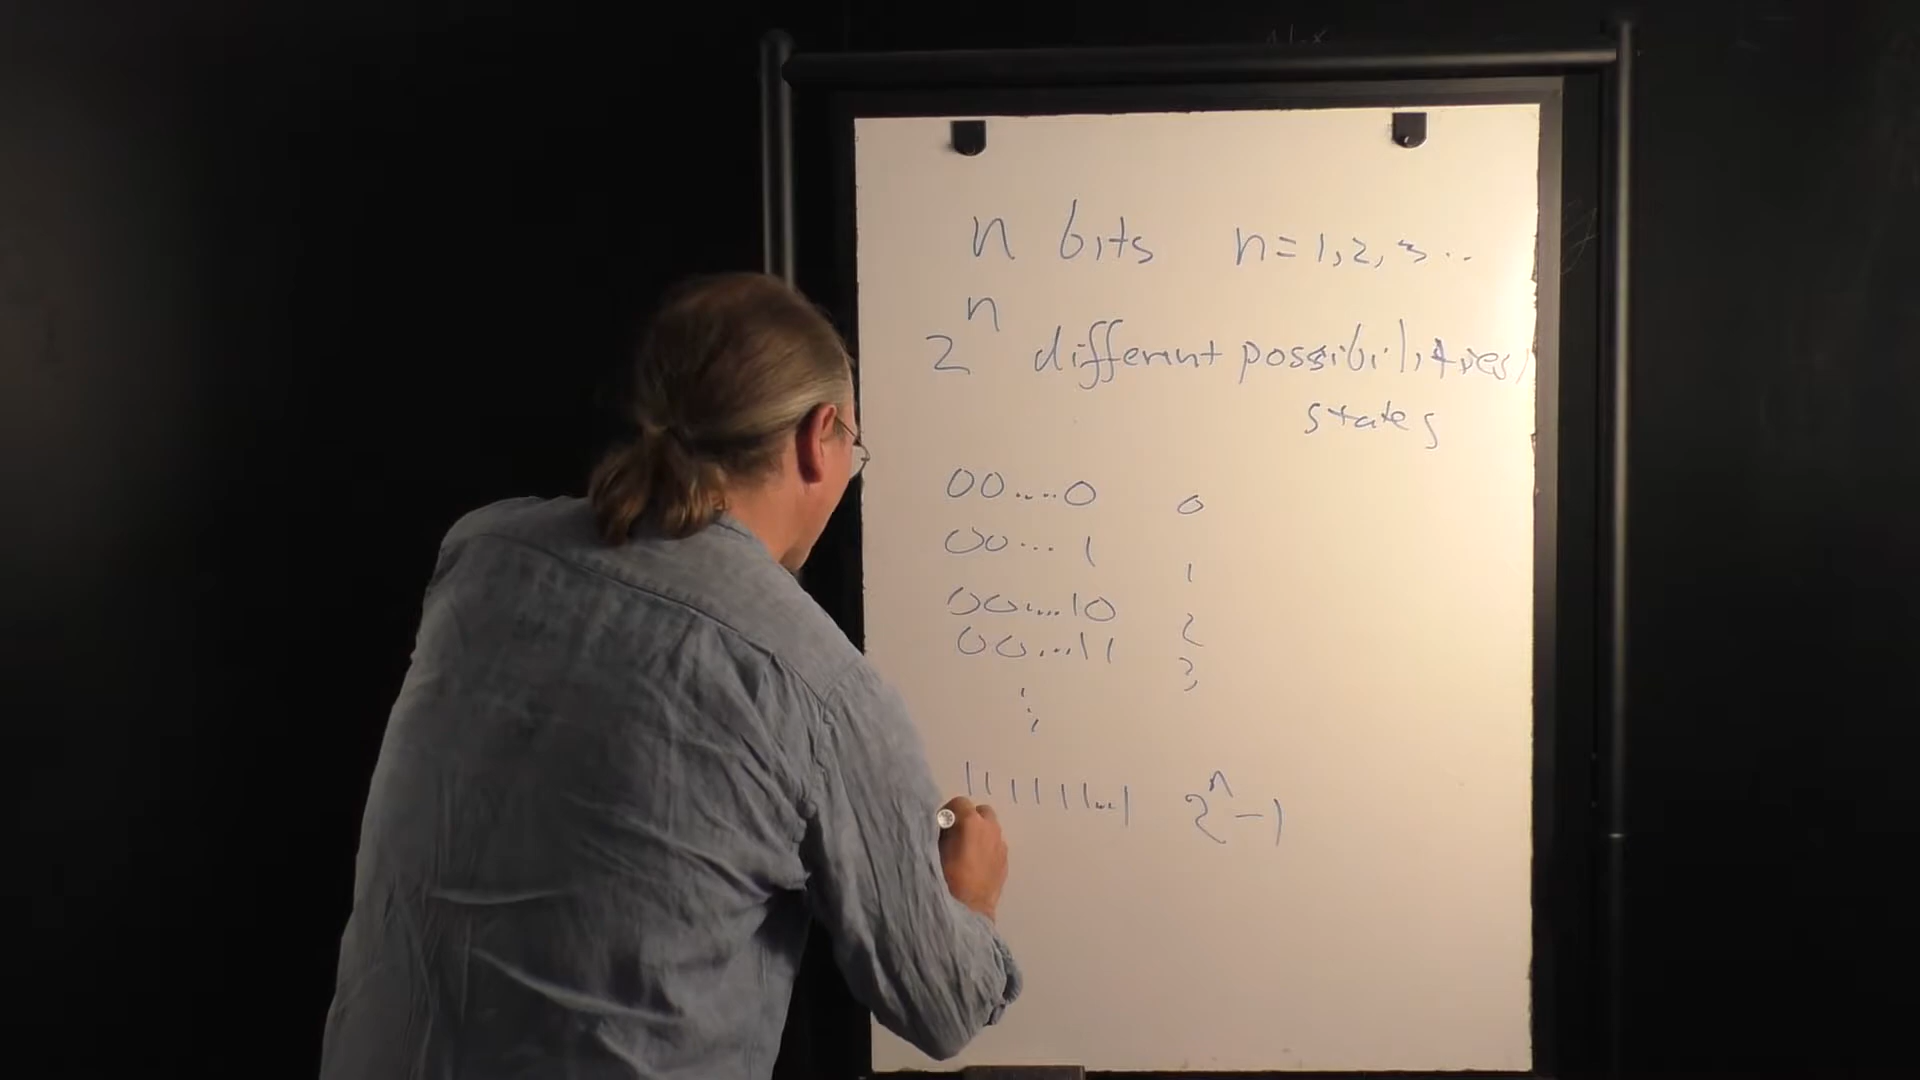 n bits n=1,2,3..
2^n different possibilities/
states
00....0 0
00...1 1
00....10 2
00...11 3
111111...1 2^n-1